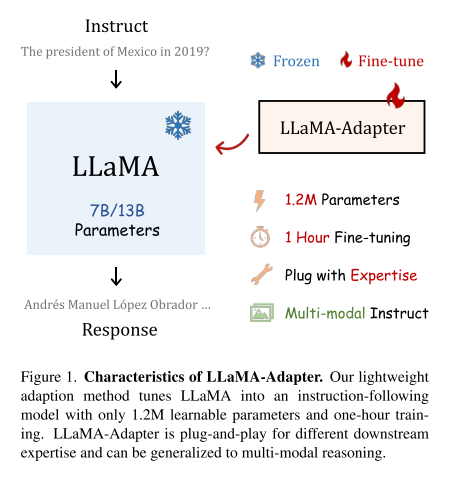 Instruct
The president of Mexico in 2019?
Frozen
Fine-tune
LLaMA
7B/13B
Parameters
LLaMA-Adapter
1.2M Parameters
1 Hour Fine-tuning
Plug with Expertise
Multi-modal Instruct
Andrés Manuel López Obrador ...
Response
Figure 1. Characteristics of LLaMA-Adapter. Our lightweight
adaption method tunes LLaMA into an instruction-following
model with only 1.2M learnable parameters and one-hour train-
ing. LLaMA-Adapter is plug-and-play for different downstream
expertise and can be generalized to multi-modal reasoning.